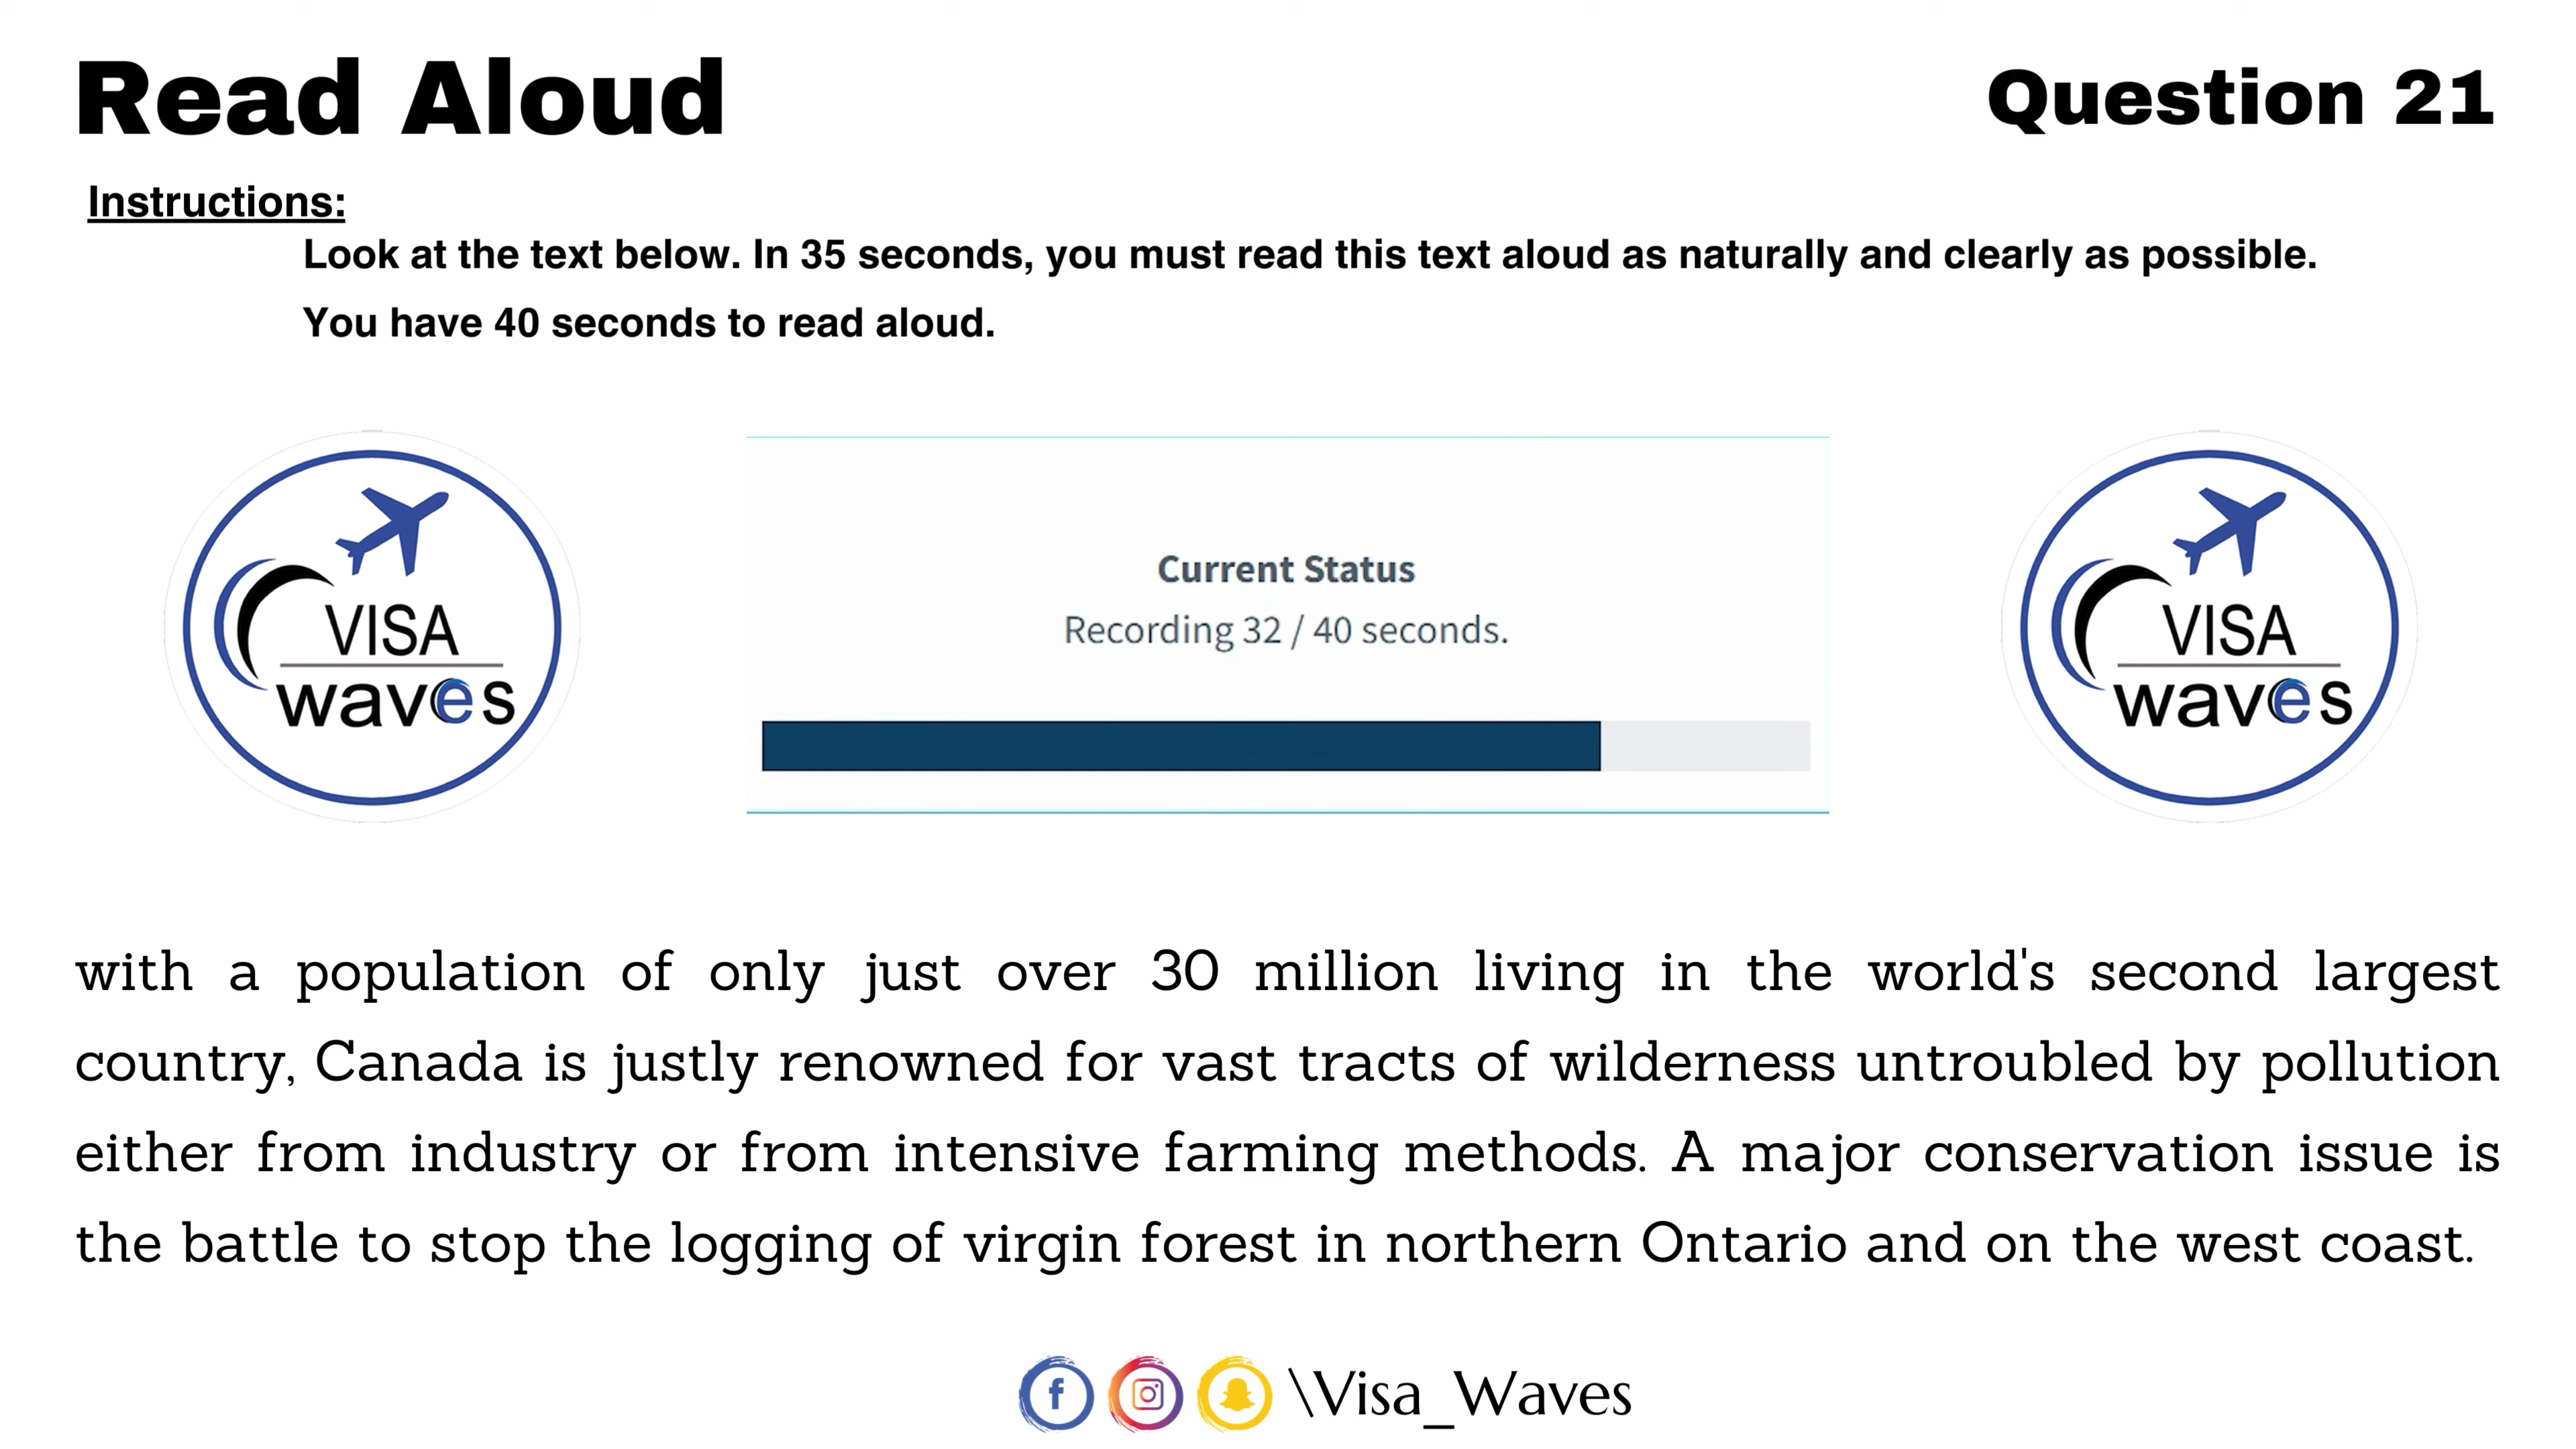 Read Aloud
Question 21
Instructions:
Look at the text below. In 35 seconds, you must read this text aloud as naturally and clearly as possible.
You have 40 seconds to read aloud.
VISA
waves
Current Status
Recording 32 / 40 seconds.
VISA
waves
with a population of only just over 30 million living in the world's second largest
country, Canada is justly renowned for vast tracts of wilderness untroubled by pollution
either from industry or from intensive farming methods. A major conservation issue is
the battle to stop the logging of virgin forest in northern Ontario and on the west coast.
\Visa_Waves